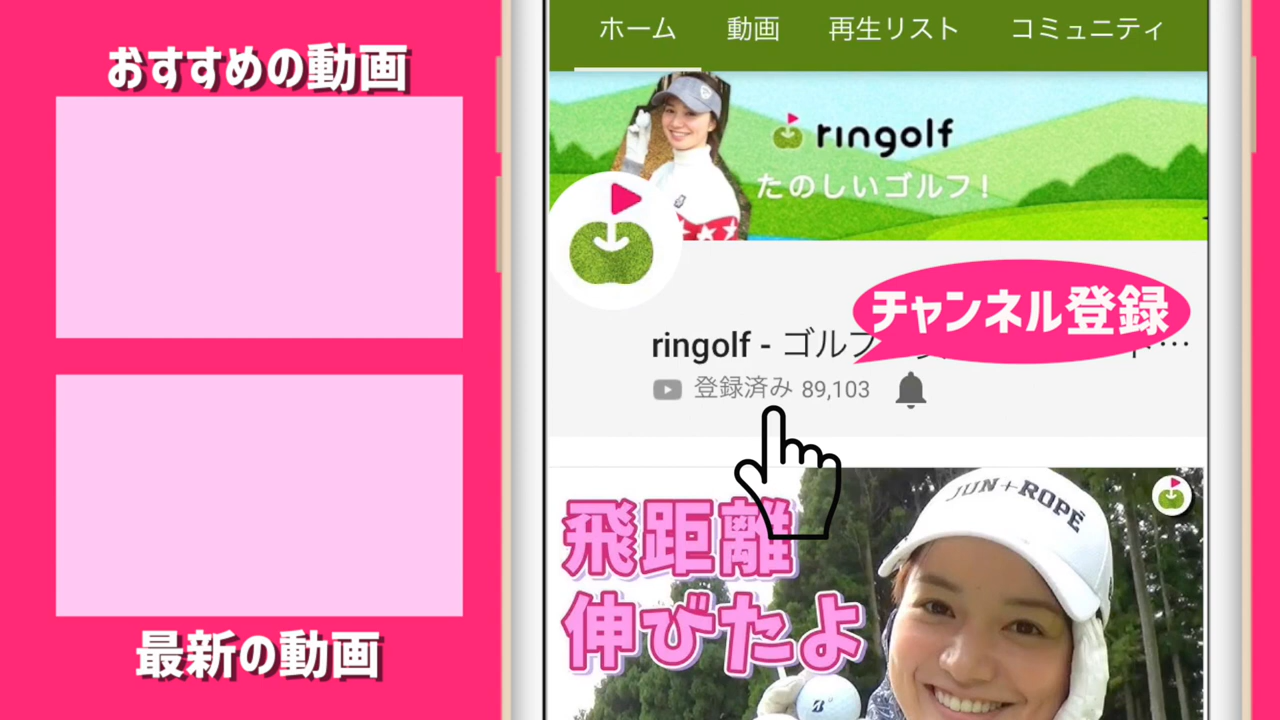 おすすめの動画
最新の動画
ホーム 動画 再生リスト コミュニティ
ringolf
たのしいゴルフ!
チャンネル登録
ringolf - ゴルフ
登録済み 89,103
JUN+ROPÉ
飛距離
伸びたよ
B